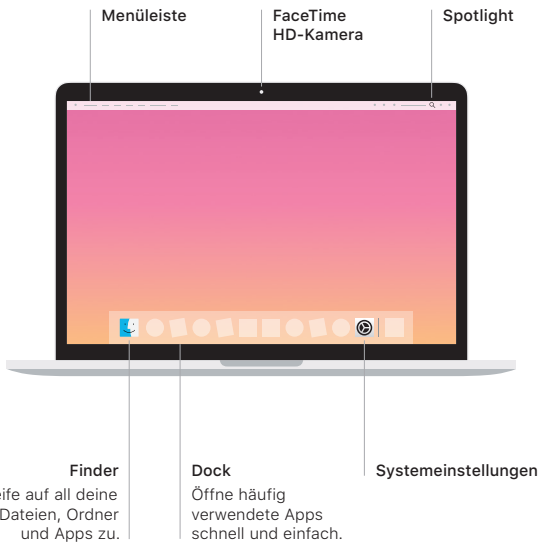 Menüleiste
FaceTime
HD-Kamera
Spotlight
Finder
auf all deine
Dateien, Ordner
und Apps zu.
Dock
Öffne häufig
verwendete Apps
schnell und einfach.
Systemeinstellungen